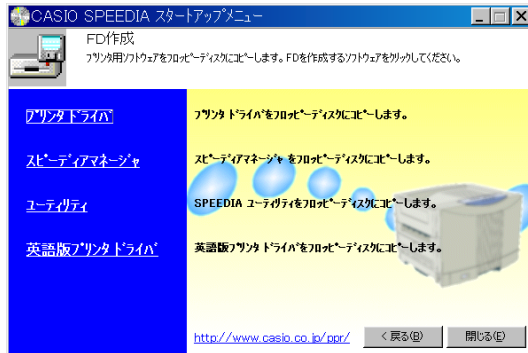 CASIO SPEEDIA スタートアップメニュー
FD作成
プリンタ用ソフトウェアをフロッピーディスクにコピーします。FDを作成するソフトウェアをクリックしてください。
プリンタ ドライバ
プリンタ ドライバをフロッピーディスクにコピーします。
スピーディアマネージャ
スピーディアマネージャ をフロッピーディスクにコピーします。
ユーティリティ
SPEEDIA ユーティリティをフロッピーディスクにコピーします。
英語版プリンタ ドライバ
英語版プリンタ ドライバをフロッピーディスクにコピーします。
http://www.casio.co.jp/ppr/
< 戻る(B)
閉じる(E)